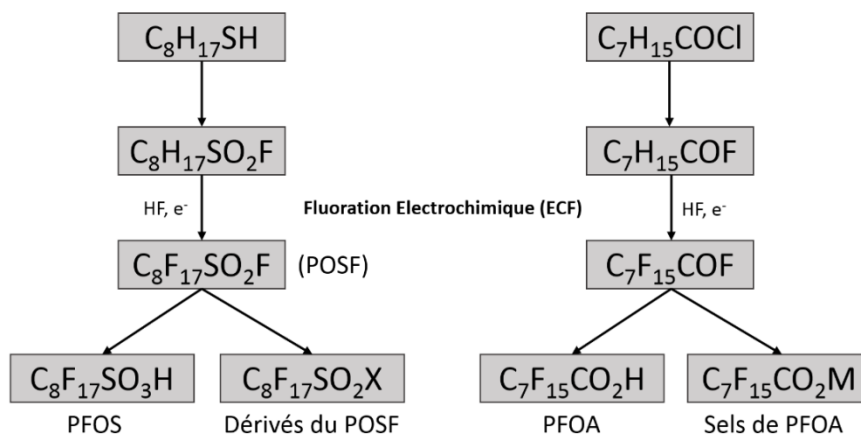 C₈H₁₇SH
C₇H₁₅COCl
C₈H₁₇SO₂F
C₇H₁₅COF
HF, e⁻
Fluoration Electrochimique (ECF)
HF, e⁻
C₈F₁₇SO₂F
(POSF)
C₇F₁₅COF
C₈F₁₇SO₃H
C₈F₁₇SO₂X
C₇F₁₅CO₂H
C₇F₁₅CO₂M
PFOS
Dérivés du POSF
PFOA
Sels de PFOA